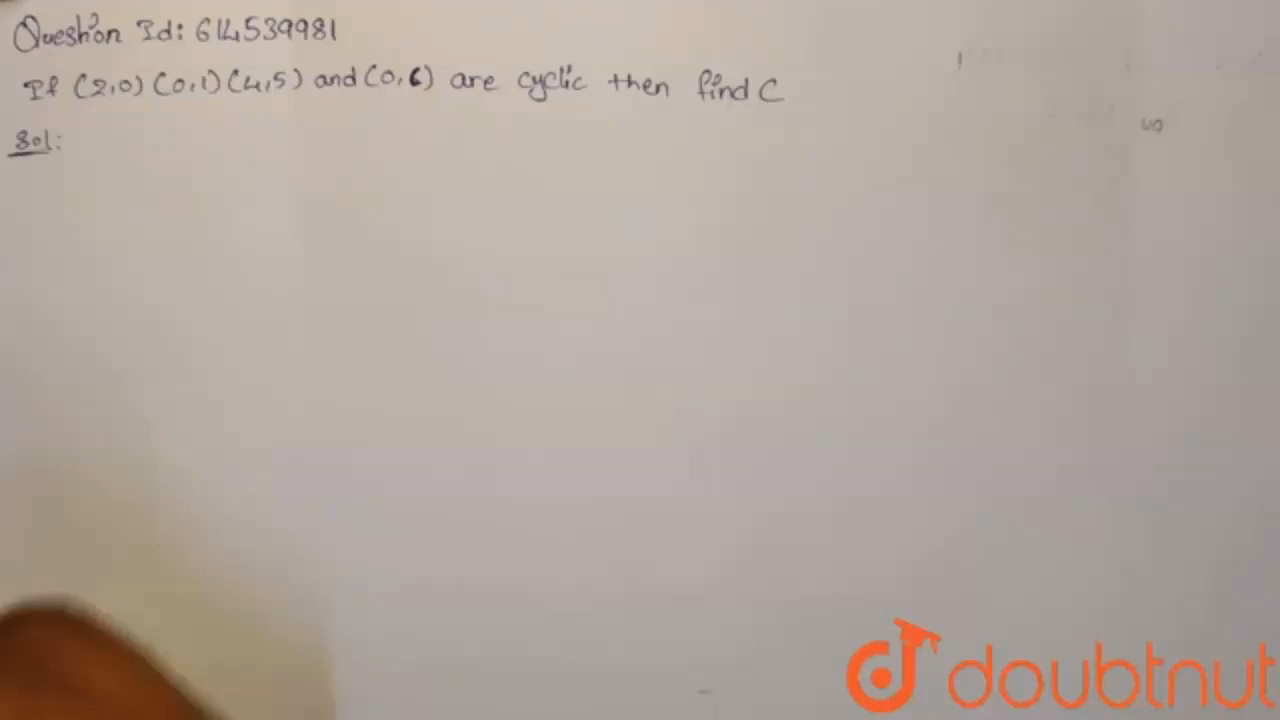 Question Id: 614539981
If (2,0) (0,1) (4,5) and (0,C) are cyclic then find C
Sol:
doubtnut